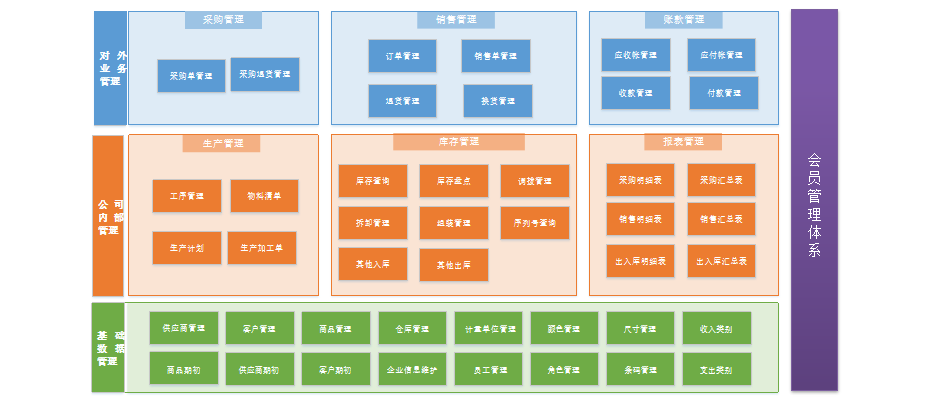 对外
业务
管理
采购管理
采购单管理
采购退货管理
销售管理
订单管理
销售单管理
退货管理
换货管理
账款管理
应收帐管理
应付帐管理
收款管理
付款管理
公司
内部
管理
生产管理
工序管理
物料清单
生产计划
生产加工单
库存管理
库存查询
库存盘点
调拨管理
拆卸管理
组装管理
序列号查询
其他入库
其他出库
报表管理
采购明细表
采购汇总表
销售明细表
销售汇总表
出入库明细表
出入库汇总表
基础
数据
管理
供应商管理
客户管理
商品管理
仓库管理
计量单位管理
颜色管理
尺寸管理
收入类别
商品期初
供应商期初
客户期初
企业信息维护
员工管理
角色管理
条码管理
支出类别
会员管理体系